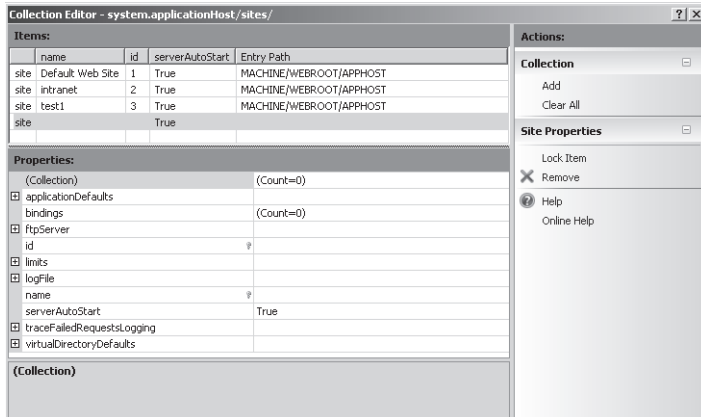 Collection Editor - system.applicationHost/sites/
Items:
name id serverAutoStart Entry Path
site Default Web Site 1 True MACHINE/WEBROOT/APPHOST
site intranet 2 True MACHINE/WEBROOT/APPHOST
site test1 3 True MACHINE/WEBROOT/APPHOST
site True
Properties:
(Collection) (Count=0)
applicationDefaults
bindings (Count=0)
ftpServer
id
limits
logFile
name
serverAutoStart True
traceFailedRequestsLogging
virtualDirectoryDefaults
(Collection)
Actions:
Collection
Add
Clear All
Site Properties
Lock Item
Remove
Help
Online Help